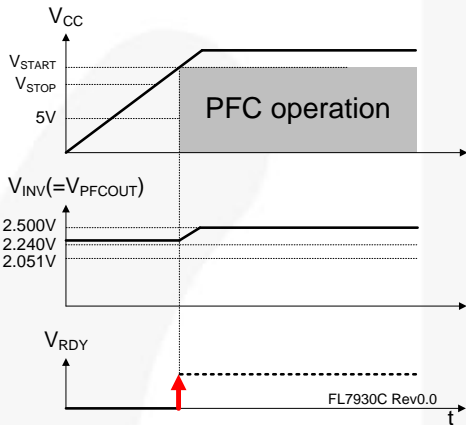 VCC
VSTART
VSTOP
5V
PFC operation
VINV(=VPFCOUT)
2.500V
2.240V
2.051V
VRDY
FL7930C Rev0.0
t